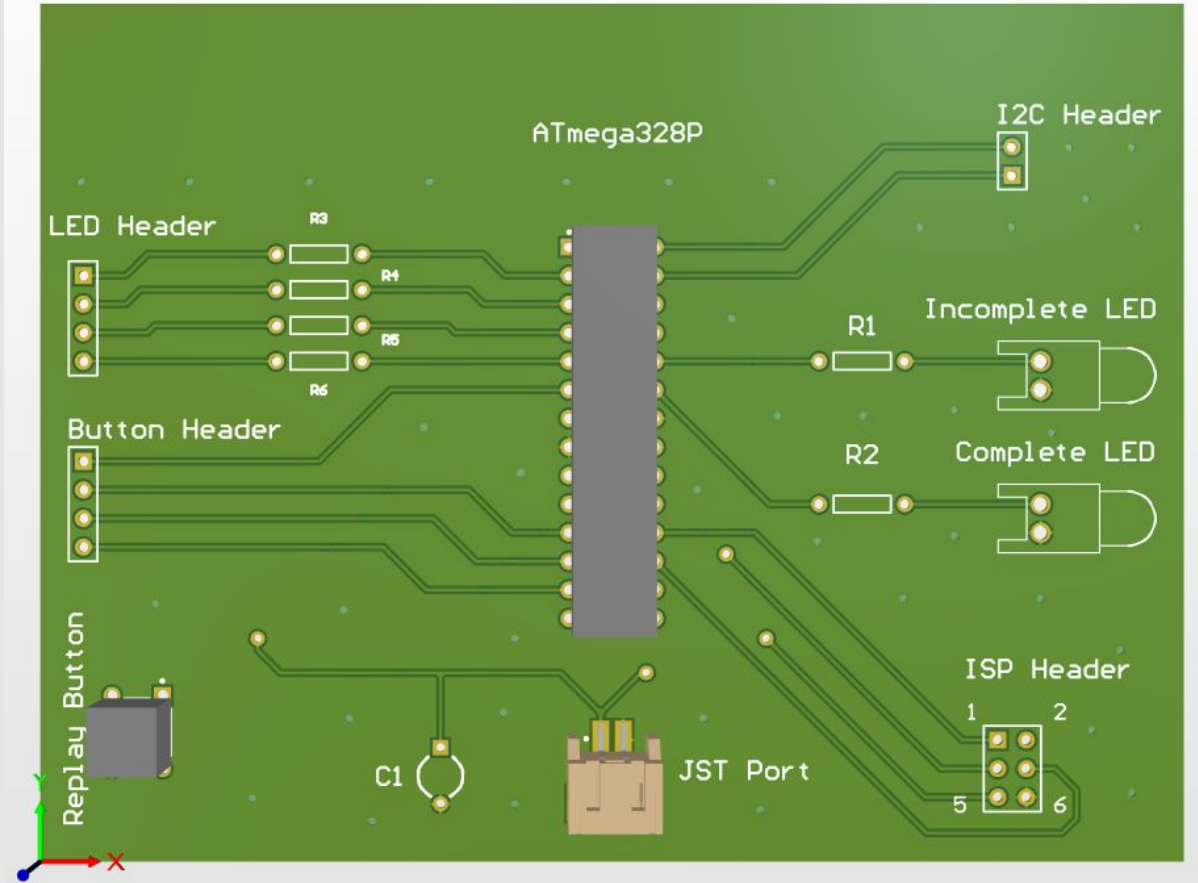 I2C Header
ATmega328P
R3
LED Header
R4
Incomplete LED
R1
R5
R6
Button Header
R2
Complete LED
Replay Button
ISP Header
1
2
C1
JST Port
5
6
Y
X